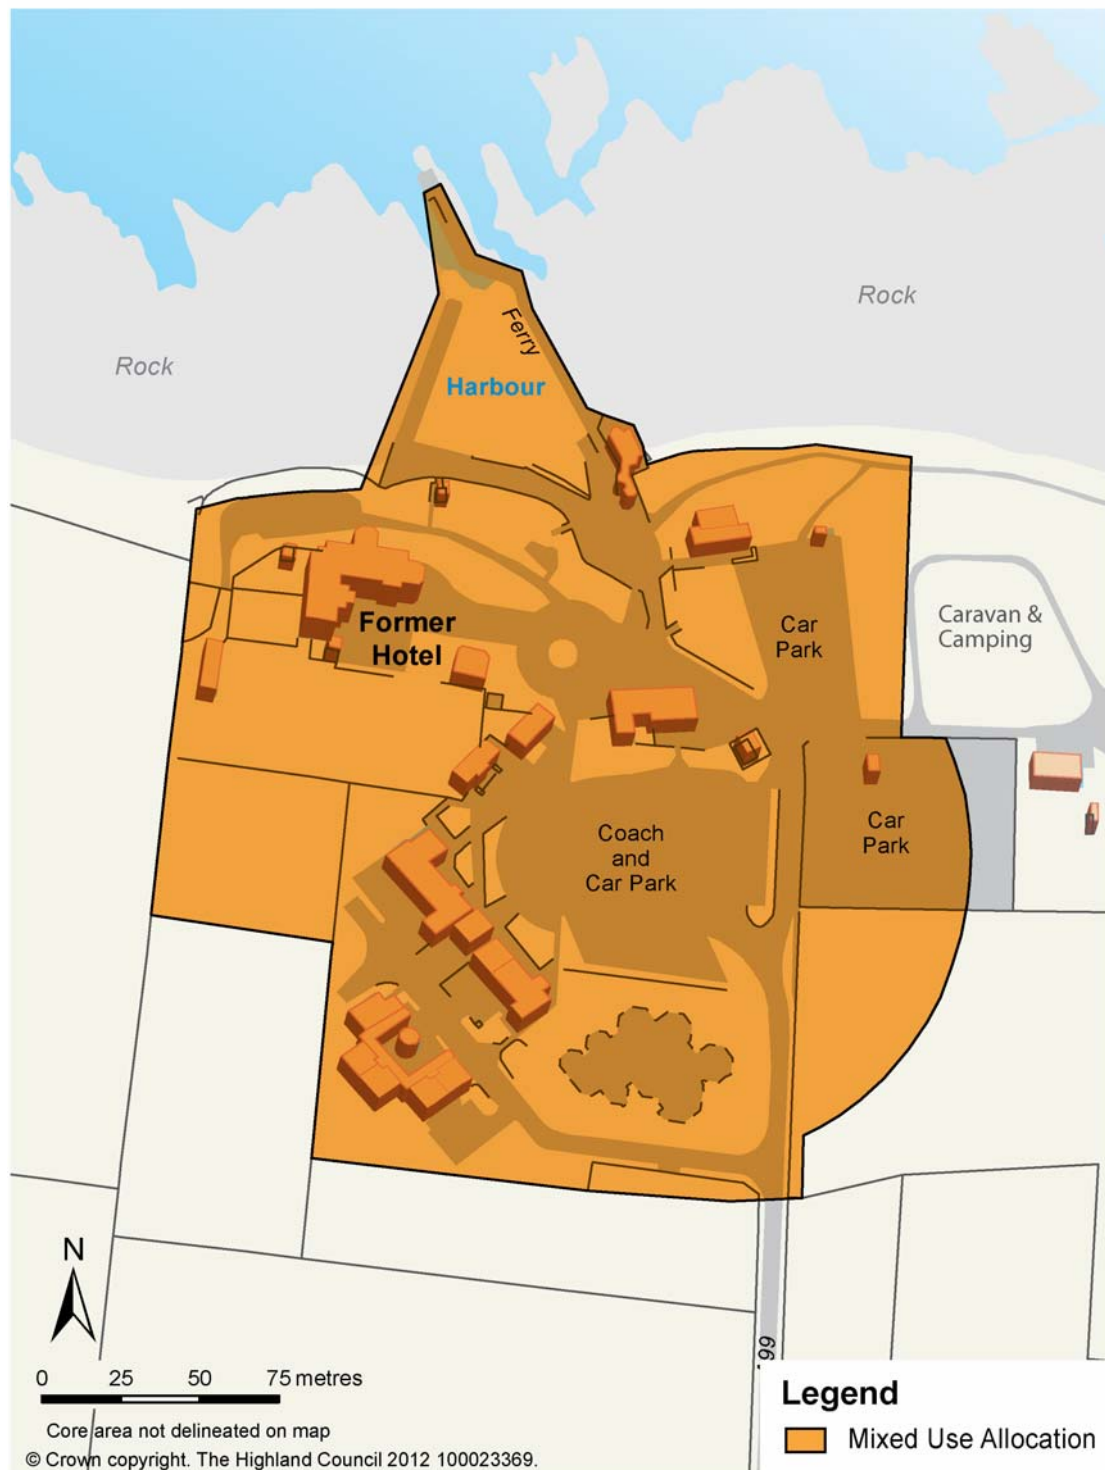 Rock
Ferry
Rock
Harbour
Former
Hotel
Car
Park
Caravan &
Camping
Coach
and
Car Park
Car
Park
N
0 25 50 75 metres
Core area not delineated on map
© Crown copyright. The Highland Council 2012 100023369.
Legend
Mixed Use Allocation